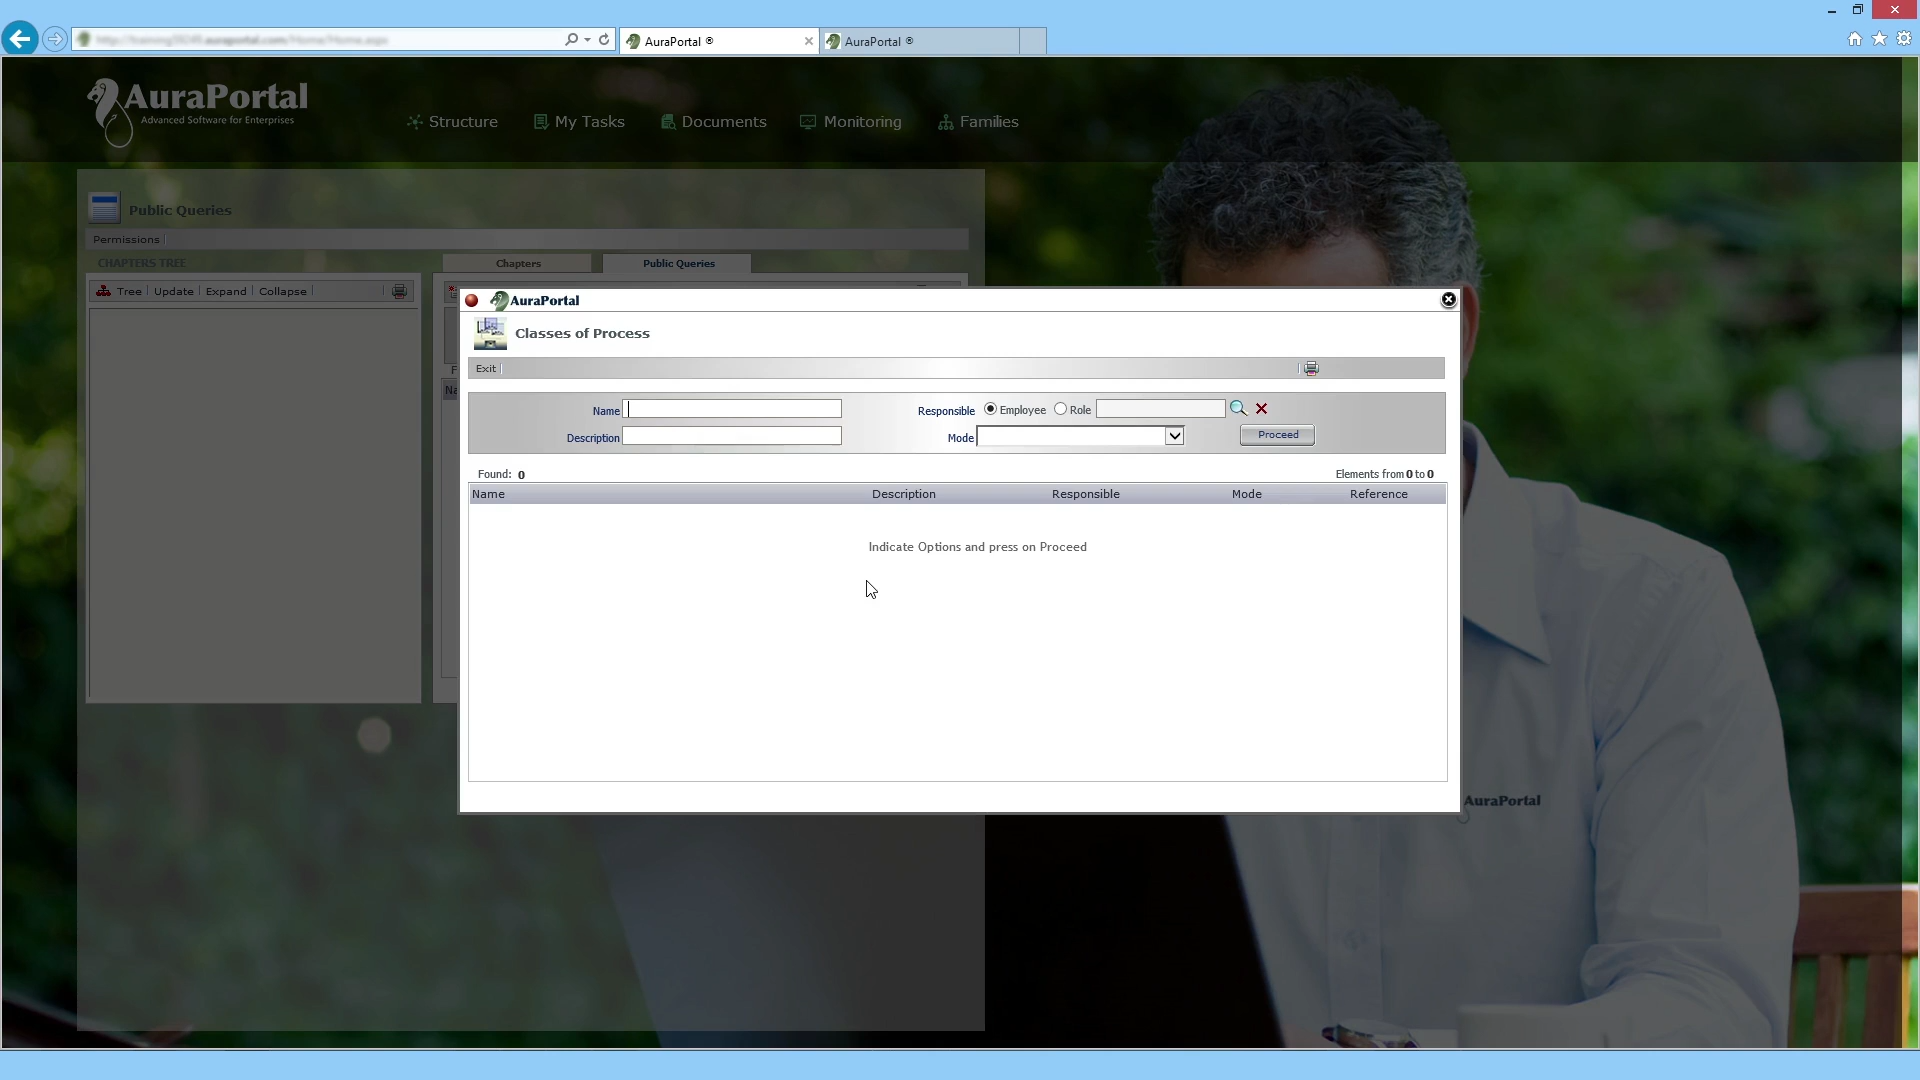 AuraPortal ®
AuraPortal ®
AuraPortal
Advanced Software for Enterprises
Structure
My Tasks
Documents
Monitoring
Families
Public Queries
Permissions
CHAPTERS TREE
Chapters
Public Queries
Tree
Update
Expand
Collapse
AuraPortal
Classes of Process
Exit
Name
Responsible
Employee
Role
Description
Mode
Proceed
Found: 0
Elements from 0 to 0
Name
Description
Responsible
Mode
Reference
Indicate Options and press on Proceed
AuraPortal